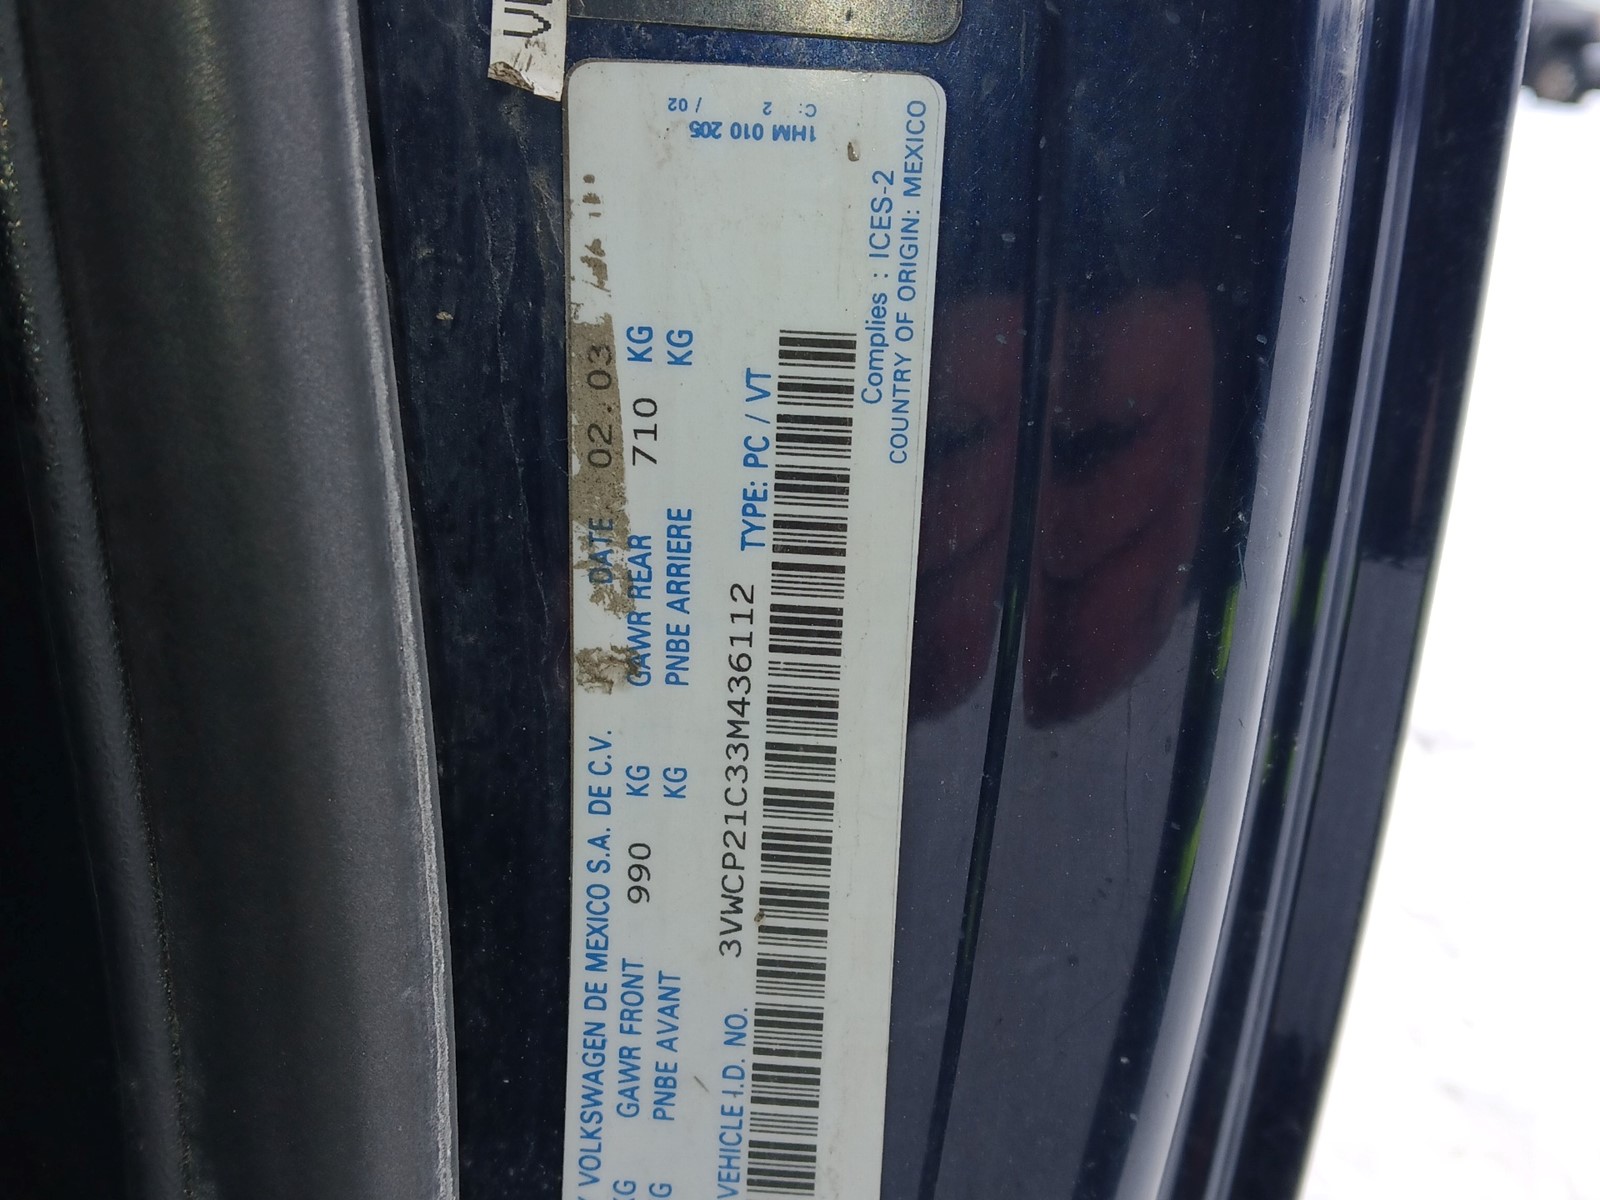 VOLKSWAGEN DE MEXICO S.A. DE C.V. DATE 02.03
KG GAWR FRONT 990 KG GAWR REAR 710 KG
G PNBE AVANT KG PNBE ARRIERE KG
VEHICLE I.D. NO. 3VWCP21C33M436112 TYPE: PC / VT
Complies : ICES-2
COUNTRY OF ORIGIN: MEXICO
1HM 010 205
C: 2 / 02